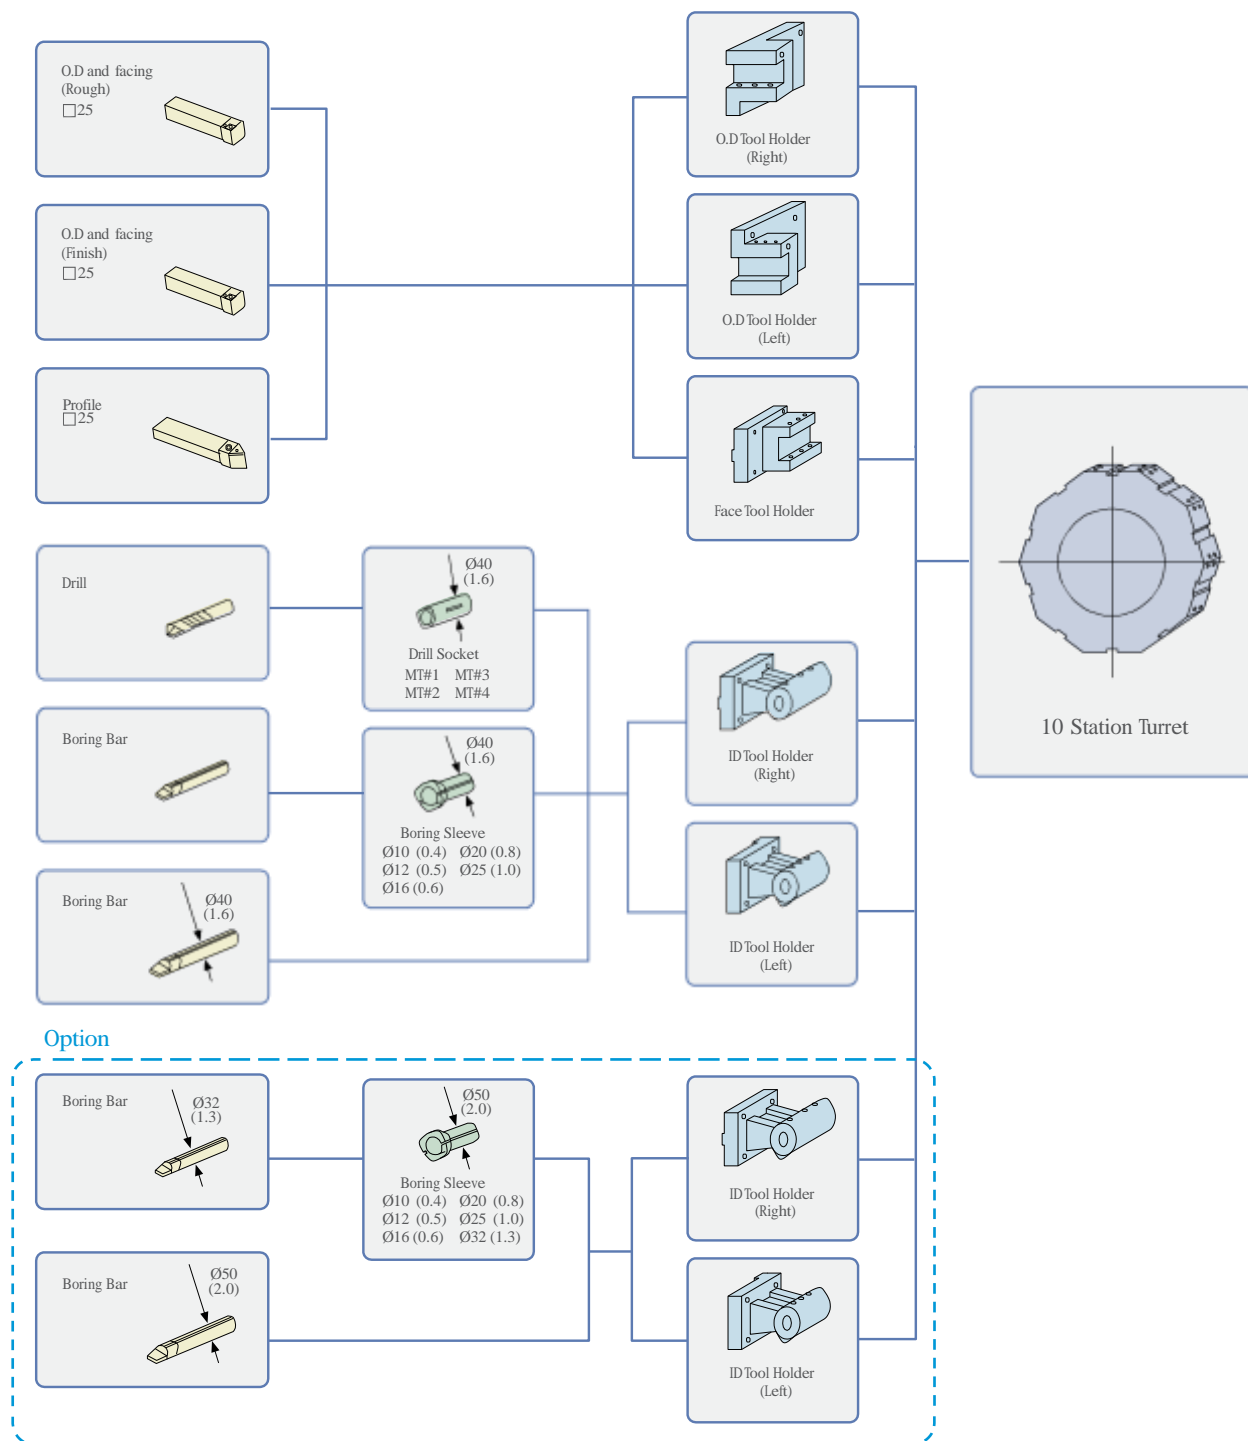 O.D and facing
(Rough)
□25
O.D Tool Holder
(Right)
O.D and facing
(Finish)
□25
O.D Tool Holder
(Left)
Profile
□25
Face Tool Holder
Drill
Ø40
(1.6)
Drill Socket
MT#1 MT#3
MT#2 MT#4
Boring Bar
Ø40
(1.6)
Boring Sleeve
Ø10 (0.4) Ø20 (0.8)
Ø12 (0.5) Ø25 (1.0)
Ø16 (0.6)
ID Tool Holder
(Right)
10 Station Turret
Boring Bar
Ø40
(1.6)
ID Tool Holder
(Left)
Option
Boring Bar
Ø32
(1.3)
Ø50
(2.0)
Boring Sleeve
Ø10 (0.4) Ø20 (0.8)
Ø12 (0.5) Ø25 (1.0)
Ø16 (0.6) Ø32 (1.3)
ID Tool Holder
(Right)
Boring Bar
Ø50
(2.0)
ID Tool Holder
(Left)